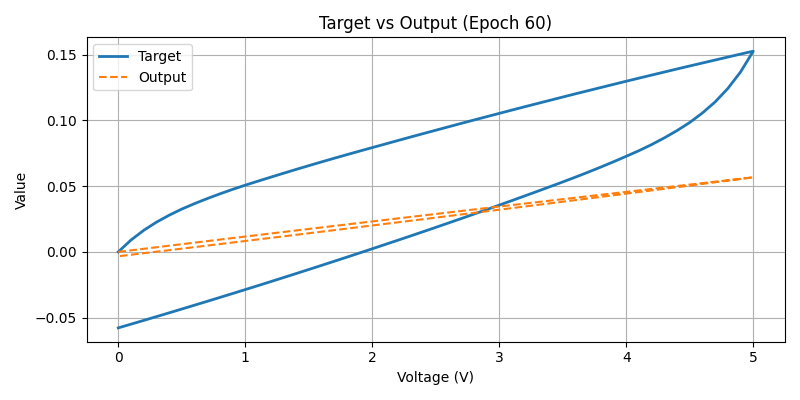 Target vs Output (Epoch 60)
Target
Output
Value
0.15
0.10
0.05
0.00
−0.05
0 1 2 3 4 5
Voltage (V)